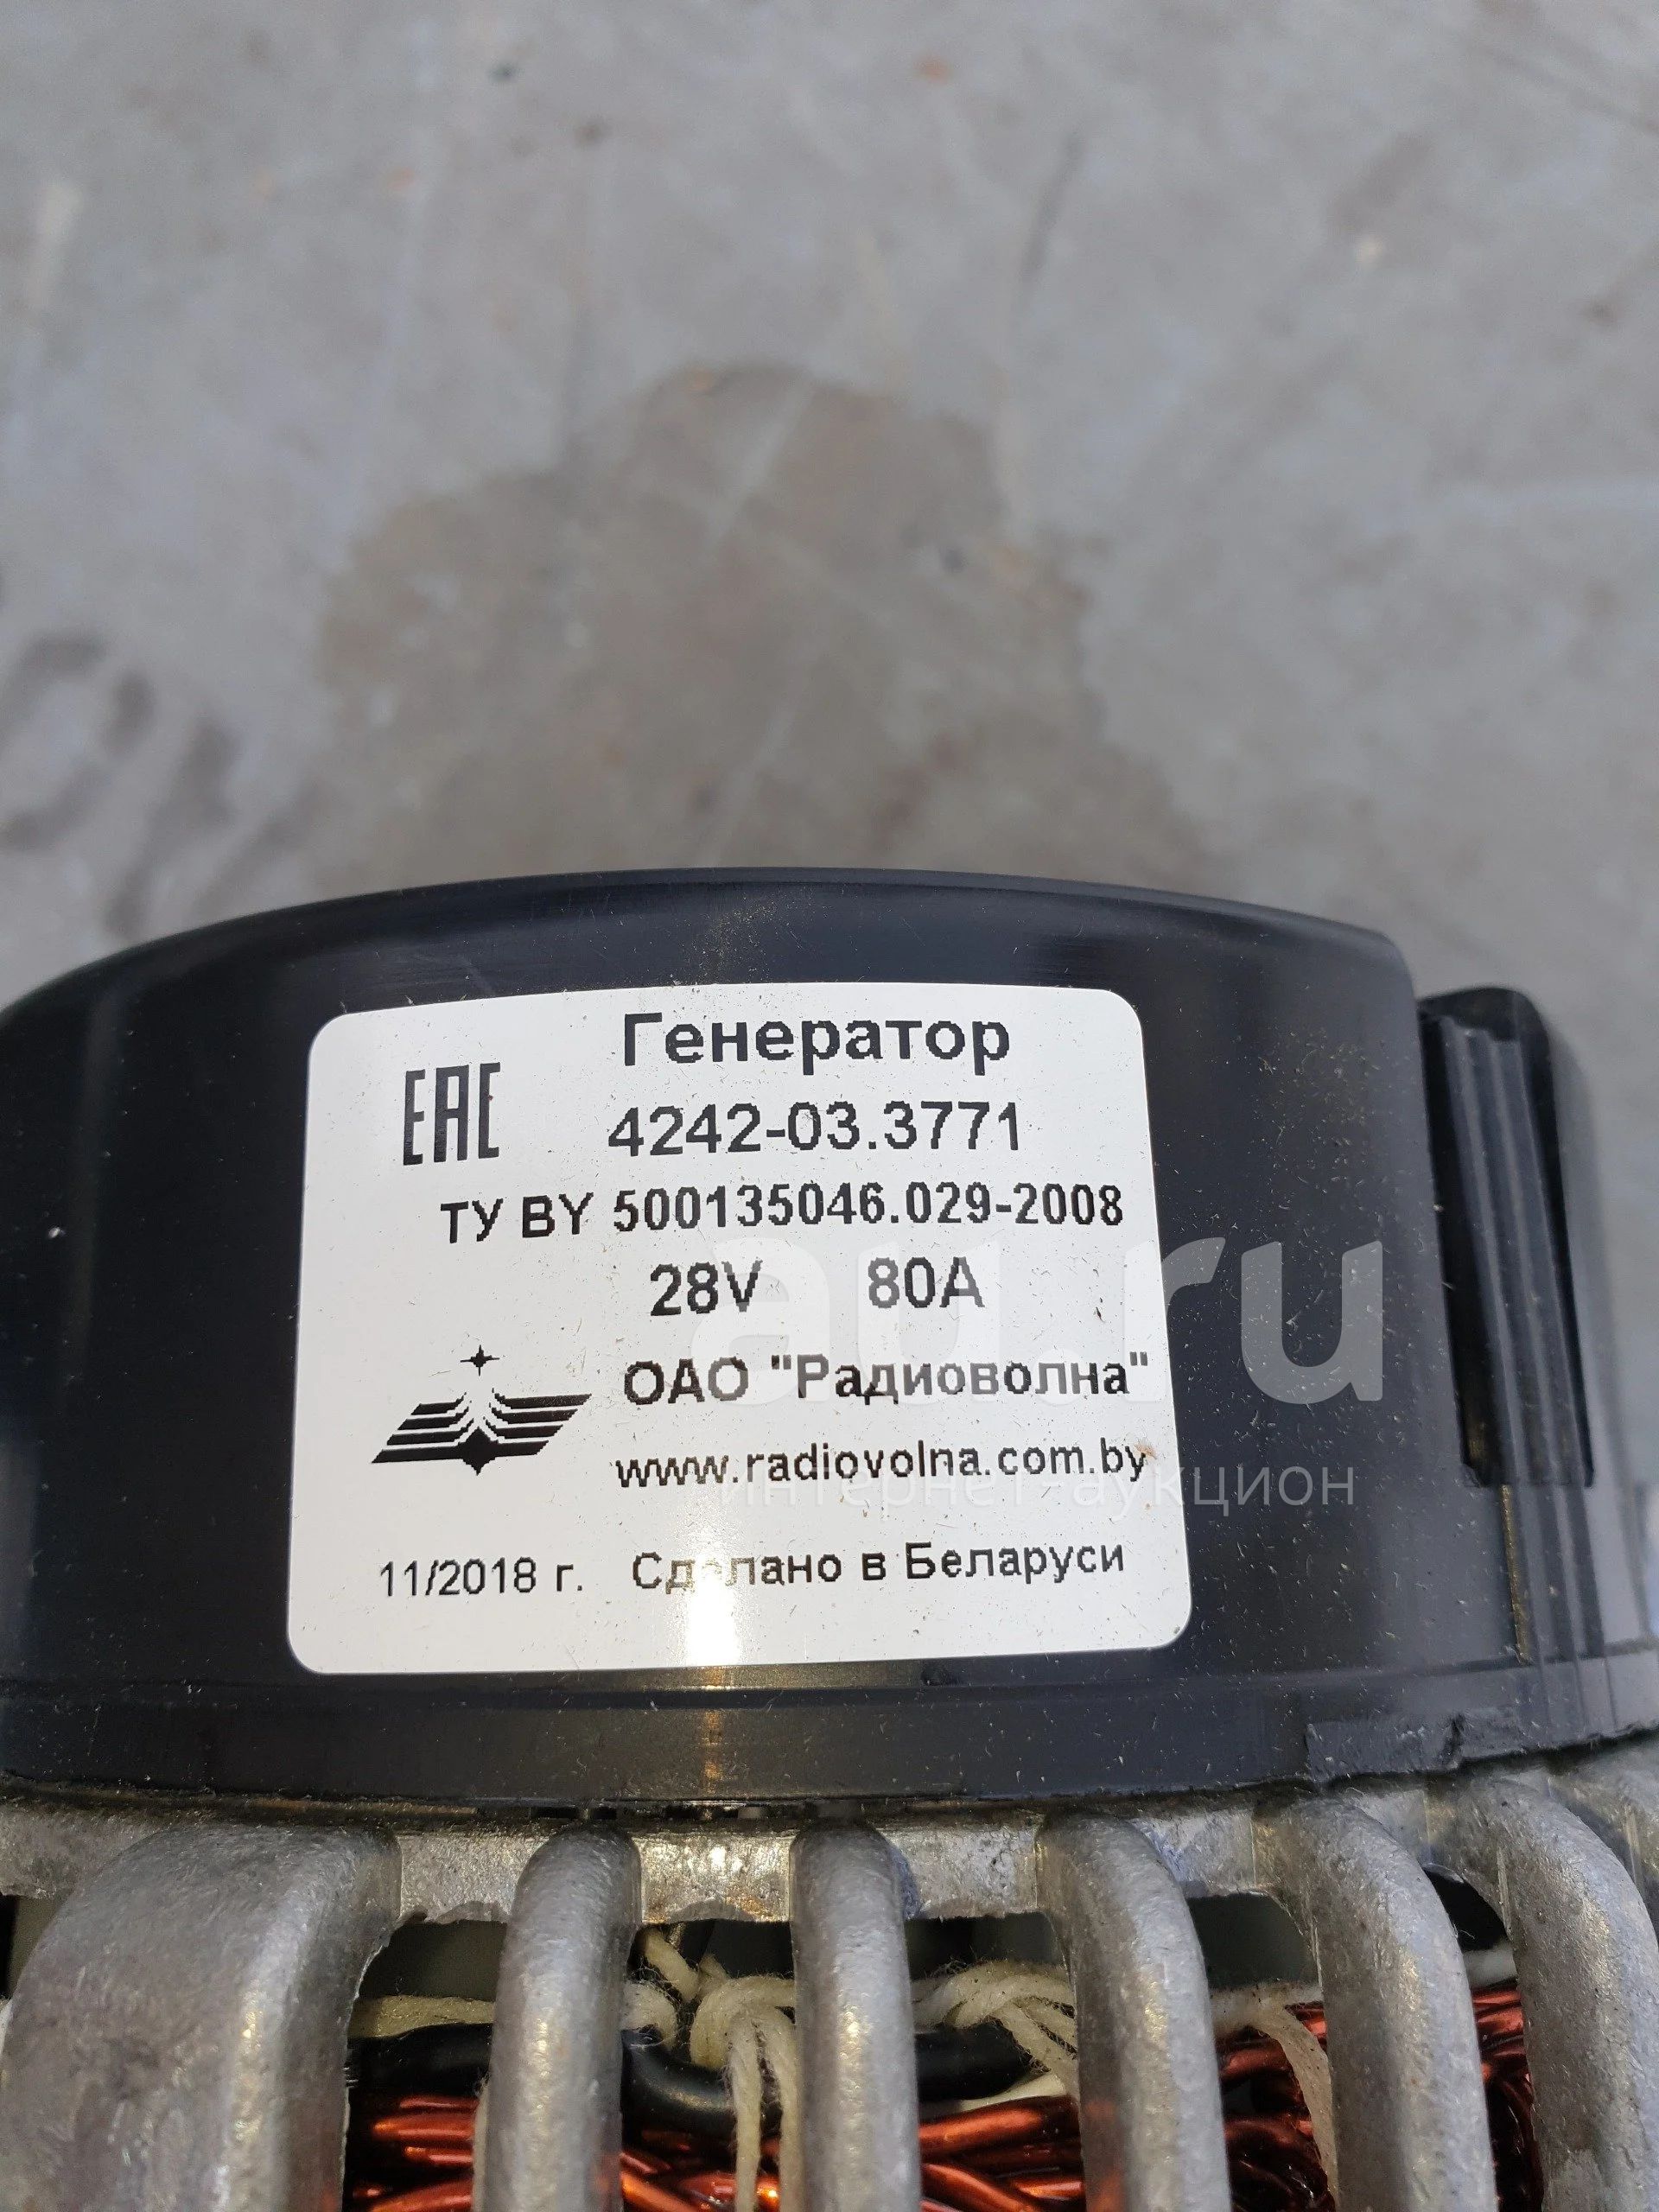 Генератор
ЕАС 4242-03.3771
ТУ BY 500135046.029-2008
28V 80A
ОАО "Радиоволна"
www.radiovolna.com.by
11/2018 г. Сделано в Беларуси
au.ru
интернет-аукцион